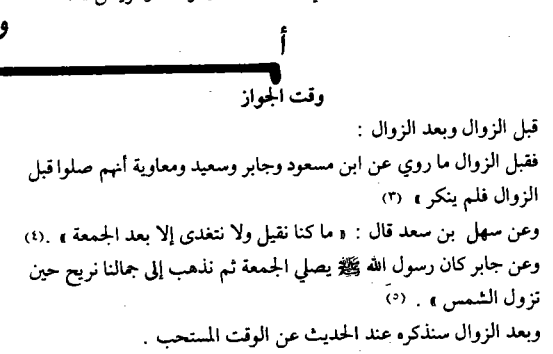 و
أ
وقت الجواز
قبل الزوال وبعد الزوال :
فقبل الزوال ما روي عن ابن مسعود وجابر وسعيد ومعاوية أنهم صلوا قبل
الزوال فلم ينكر » (٣)
وعن سهل بن سعد قال : « ما كنا نقيل ولا نتغدى إلا بعد الجمعة » .(٤)
وعن جابر كان رسول الله ﷺ يصلي الجمعة ثم نذهب إلى جمالنا نريح حين
تزول الشمس » . (٥)
وبعد الزوال سنذكره عند الحديث عن الوقت المستحب .